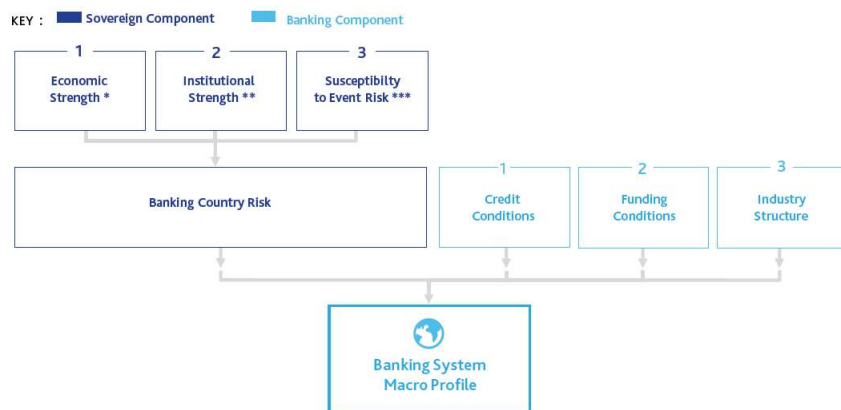 KEY : Sovereign Component Banking Component
1 2 3
Economic
Strength *
Institutional
Strength **
Susceptibilty
to Event Risk ***
Banking Country Risk
1 2 3
Credit
Conditions
Funding
Conditions
Industry
Structure
Banking System
Macro Profile